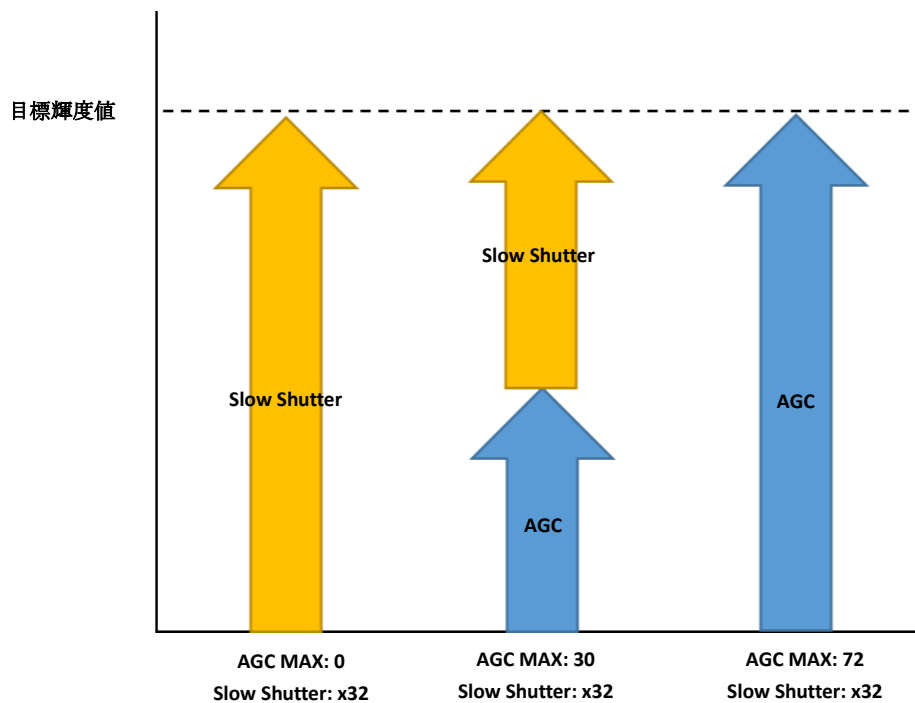 目標輝度値
Slow Shutter
Slow Shutter
AGC
AGC
AGC MAX: 0
Slow Shutter: x32
AGC MAX: 30
Slow Shutter: x32
AGC MAX: 72
Slow Shutter: x32